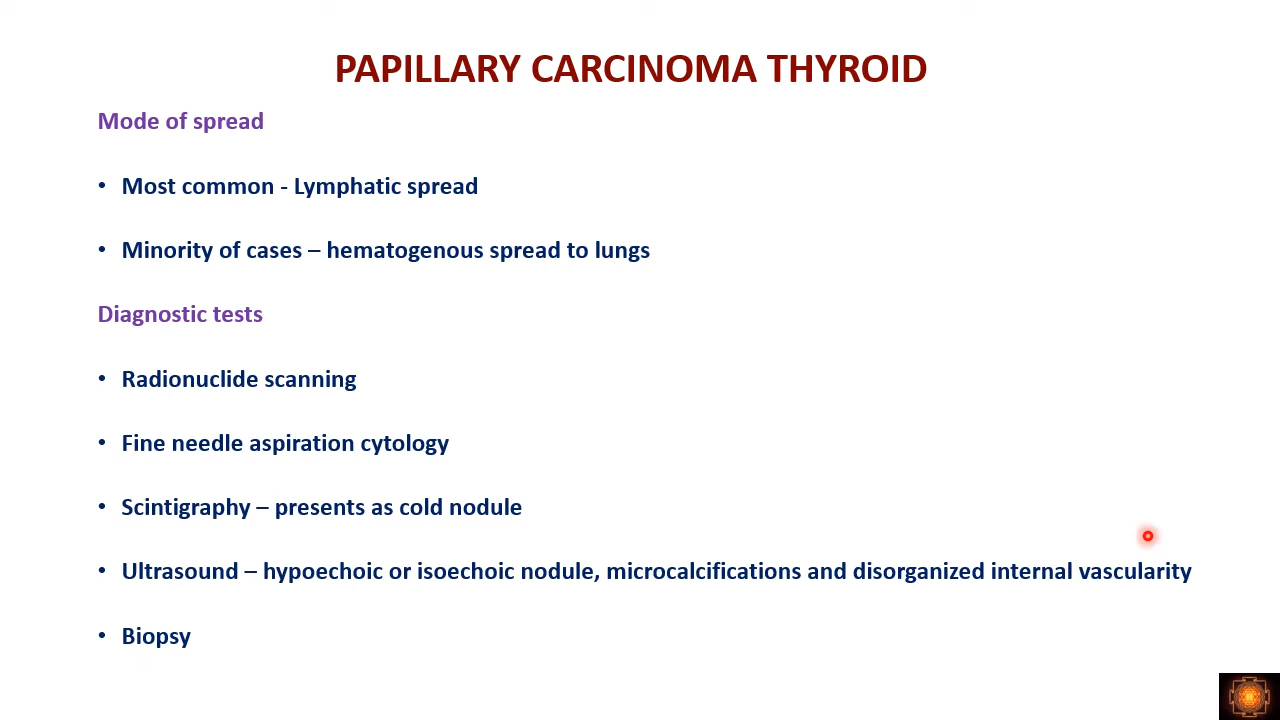 PAPILLARY CARCINOMA THYROID
Mode of spread
• Most common - Lymphatic spread
• Minority of cases – hematogenous spread to lungs
Diagnostic tests
• Radionuclide scanning
• Fine needle aspiration cytology
• Scintigraphy – presents as cold nodule
• Ultrasound – hypoechoic or isoechoic nodule, microcalcifications and disorganized internal vascularity
• Biopsy